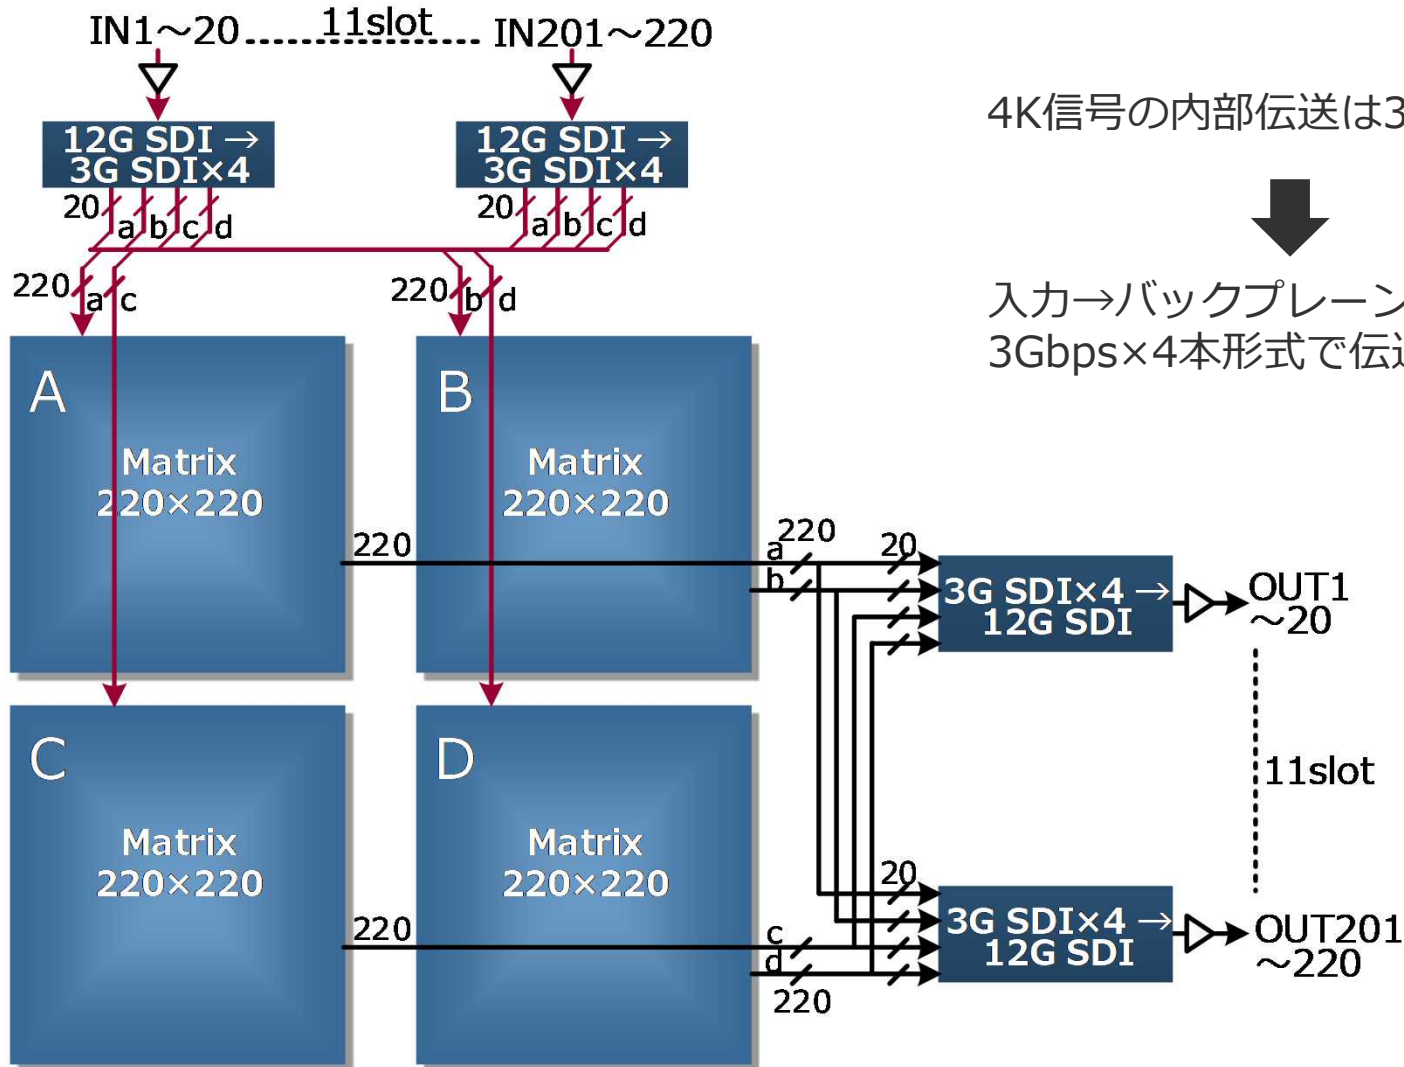 IN1～20
11slot
IN201～220
12G SDI →
3G SDI×4
12G SDI →
3G SDI×4
20
a
b
c
d
20
a
b
c
d
220
a
c
220
b
d
4K信号の内部伝送は3
入力→バックプレーン
3Gbps×4本形式で伝送
A
Matrix
220×220
B
Matrix
220×220
220
220
a
b
20
3G SDI×4 →
12G SDI
OUT1
～20
11slot
C
Matrix
220×220
D
Matrix
220×220
220
c
d
220
20
3G SDI×4 →
12G SDI
OUT201
～220